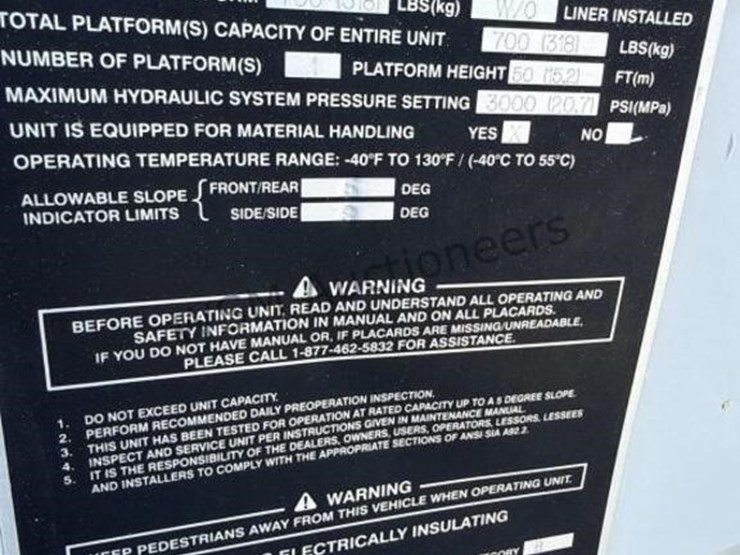 700 (318) LBS(kg) W/O LINER INSTALLED
TOTAL PLATFORM(S) CAPACITY OF ENTIRE UNIT 700 (318) LBS(kg)
NUMBER OF PLATFORM(S) 1 PLATFORM HEIGHT 50 (15.2) FT(m)
MAXIMUM HYDRAULIC SYSTEM PRESSURE SETTING 3000 (20.7) PSI(MPa)
UNIT IS EQUIPPED FOR MATERIAL HANDLING YES X NO
OPERATING TEMPERATURE RANGE: -40°F TO 130°F / (-40°C TO 55°C)
ALLOWABLE SLOPE INDICATOR LIMITS
FRONT/REAR 5 DEG
SIDE/SIDE 5 DEG
Auctioneers
WARNING
BEFORE OPERATING UNIT, READ AND UNDERSTAND ALL OPERATING AND
SAFETY INFORMATION IN MANUAL AND ON ALL PLACARDS.
IF YOU DO NOT HAVE MANUAL OR, IF PLACARDS ARE MISSING/UNREADABLE,
PLEASE CALL 1-877-462-5832 FOR ASSISTANCE.
1. DO NOT EXCEED UNIT CAPACITY.
2. PERFORM RECOMMENDED DAILY PREOPERATION INSPECTION.
3. THIS UNIT HAS BEEN TESTED FOR OPERATION AT RATED CAPACITY UP TO A 5 DEGREE SLOPE.
4. INSPECT AND SERVICE UNIT PER INSTRUCTIONS GIVEN IN MAINTENANCE MANUAL.
5. IT IS THE RESPONSIBILITY OF THE DEALERS, OWNERS, USERS, OPERATORS, LESSORS, LESSEES
AND INSTALLERS TO COMPLY WITH THE APPROPRIATE SECTIONS OF ANSI SIA A92.2.
WARNING
KEEP PEDESTRIANS AWAY FROM THIS VEHICLE WHEN OPERATING UNIT.
ELECTRICALLY INSULATING